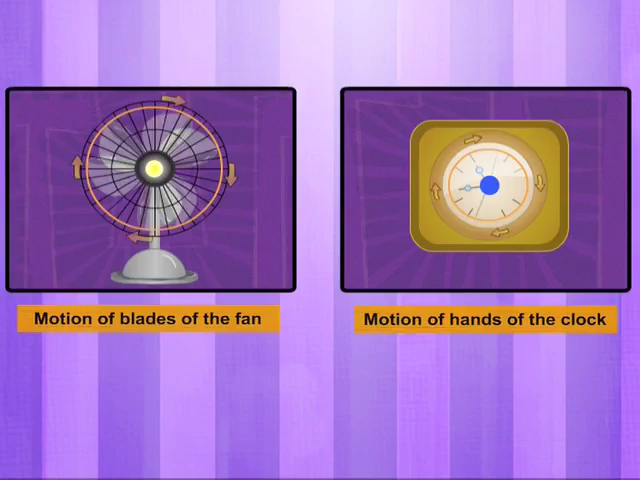 Motion of blades of the fan
Motion of hands of the clock